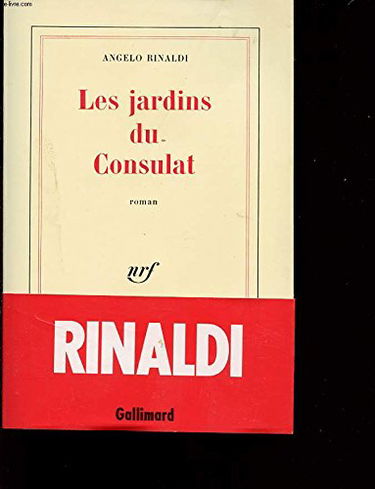 ANGELO RINALDI
Les jardins
du
Consulat
roman
nrf
RINALDI
Gallimard